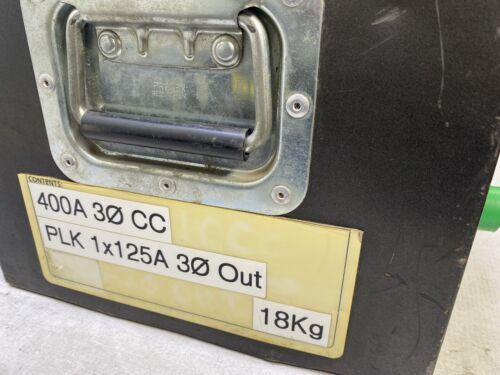 CONTENTS:
400A 3Ø CC
PLK 1x125A 3Ø Out
18Kg